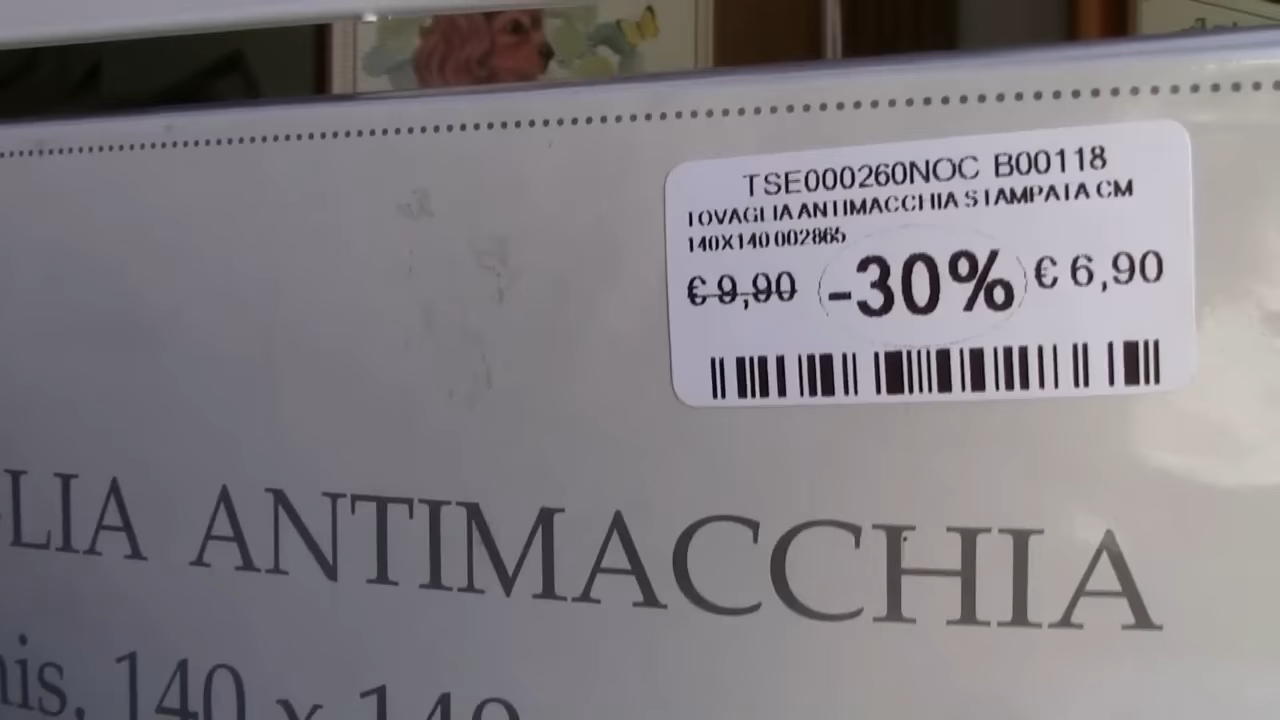 TSE000260NOC B00118
TOVAGLIA ANTIMACCHIA STAMPATA CM
140X140 002865
€ 9,90 -30% € 6,90
LIA ANTIMACCHIA
is. 140 x 140